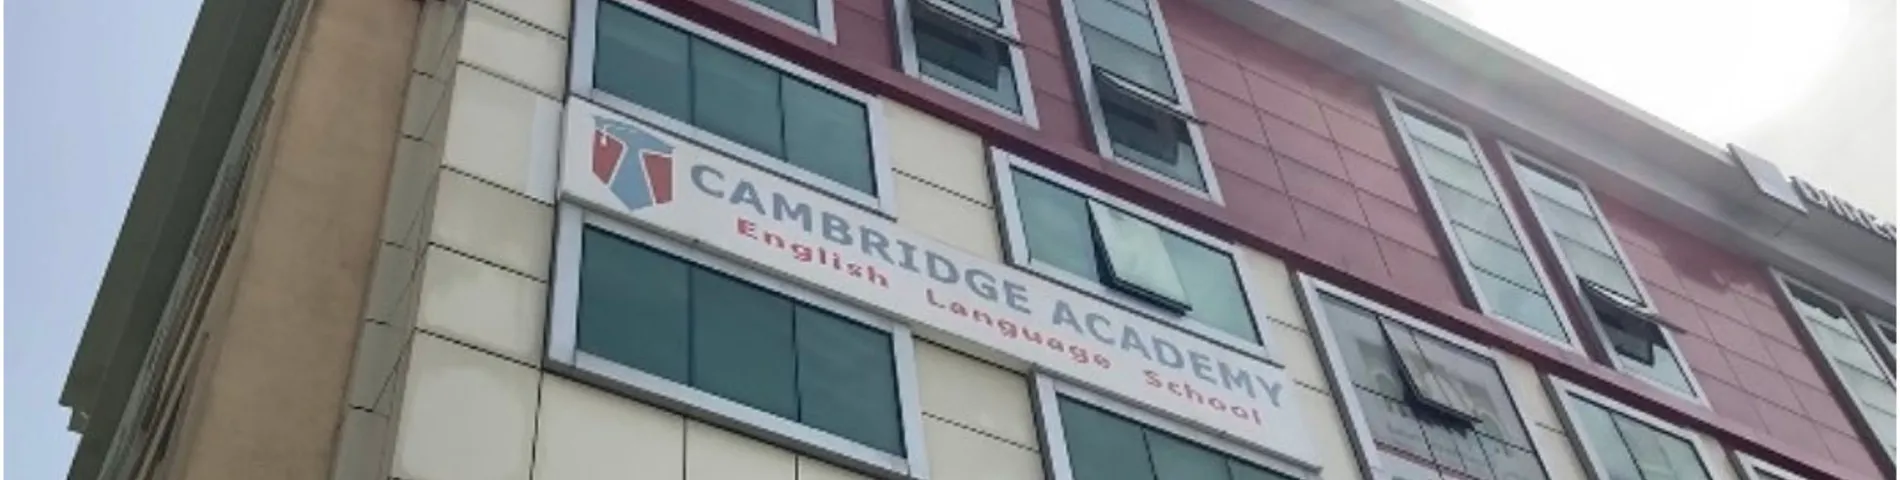 CAMBRIDGE ACADEMY
English Language School